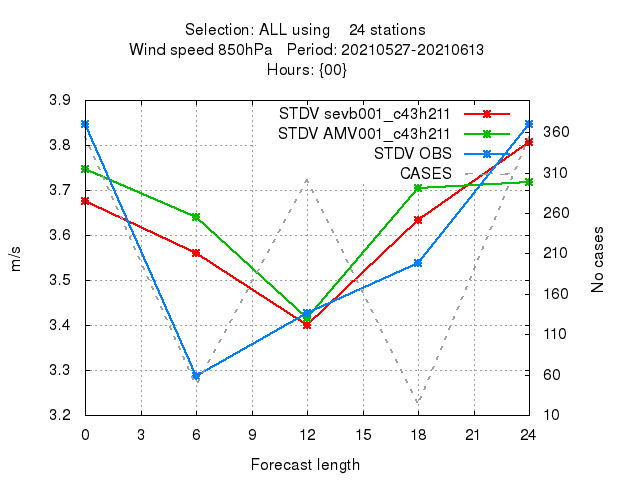 Selection: ALL using    24 stations
Wind speed 850hPa   Period: 20210527-20210613
Hours: {00}
STDV sevb001_c43h211
STDV AMV001_c43h211
STDV OBS
CASES
3.9
3.8
3.7
3.6
3.5
3.4
3.3
3.2
m/s
360
310
260
210
160
110
60
10
No cases
0 3 6 9 12 15 18 21 24
Forecast length